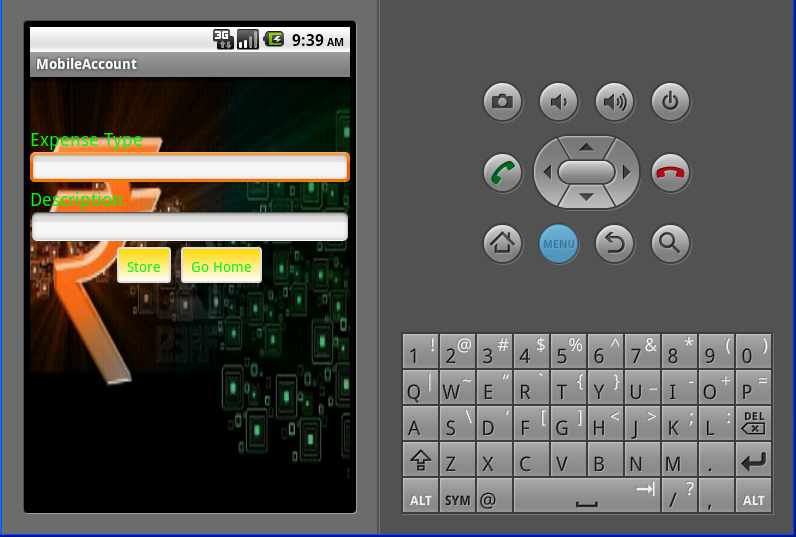 3G 9:39 AM
MobileAccount
Expense Type
Description
Store Go Home
MENU
1 ! 2 @ 3 # 4 $ 5 % 6 ^ 7 & 8 * 9 ( 0 )
Q | W ~ E “ R ` T { Y } U _ I - O + P =
A S \ D ‘ F [ G ] H < J > K ; L : DEL
Z X C V B N M .
ALT SYM @ / ? , ALT